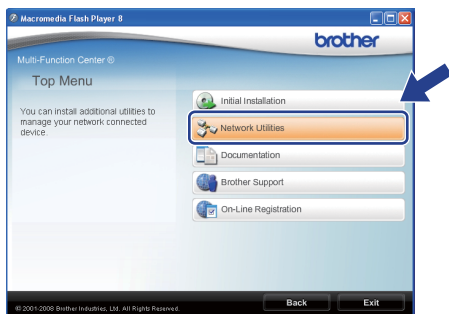 Macromedia Flash Player 8
brother
Multi-Function Center ®
Top Menu
You can install additional utilities to
manage your network connected
device.
Initial Installation
Network Utilities
Documentation
Brother Support
On-Line Registration
© 2001-2008 Brother Industries, Ltd. All Rights Reserved.
Back
Exit